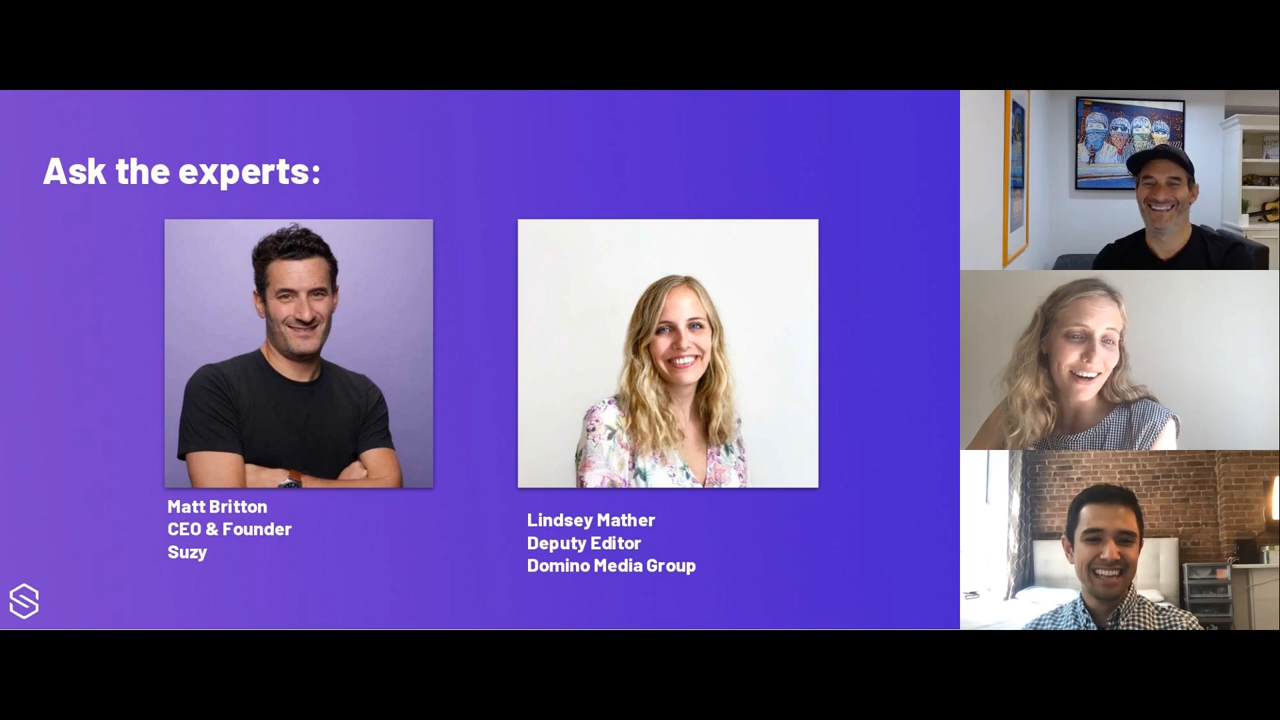 Ask the experts:
Matt Britton
CEO & Founder
Suzy
Lindsey Mather
Deputy Editor
Domino Media Group